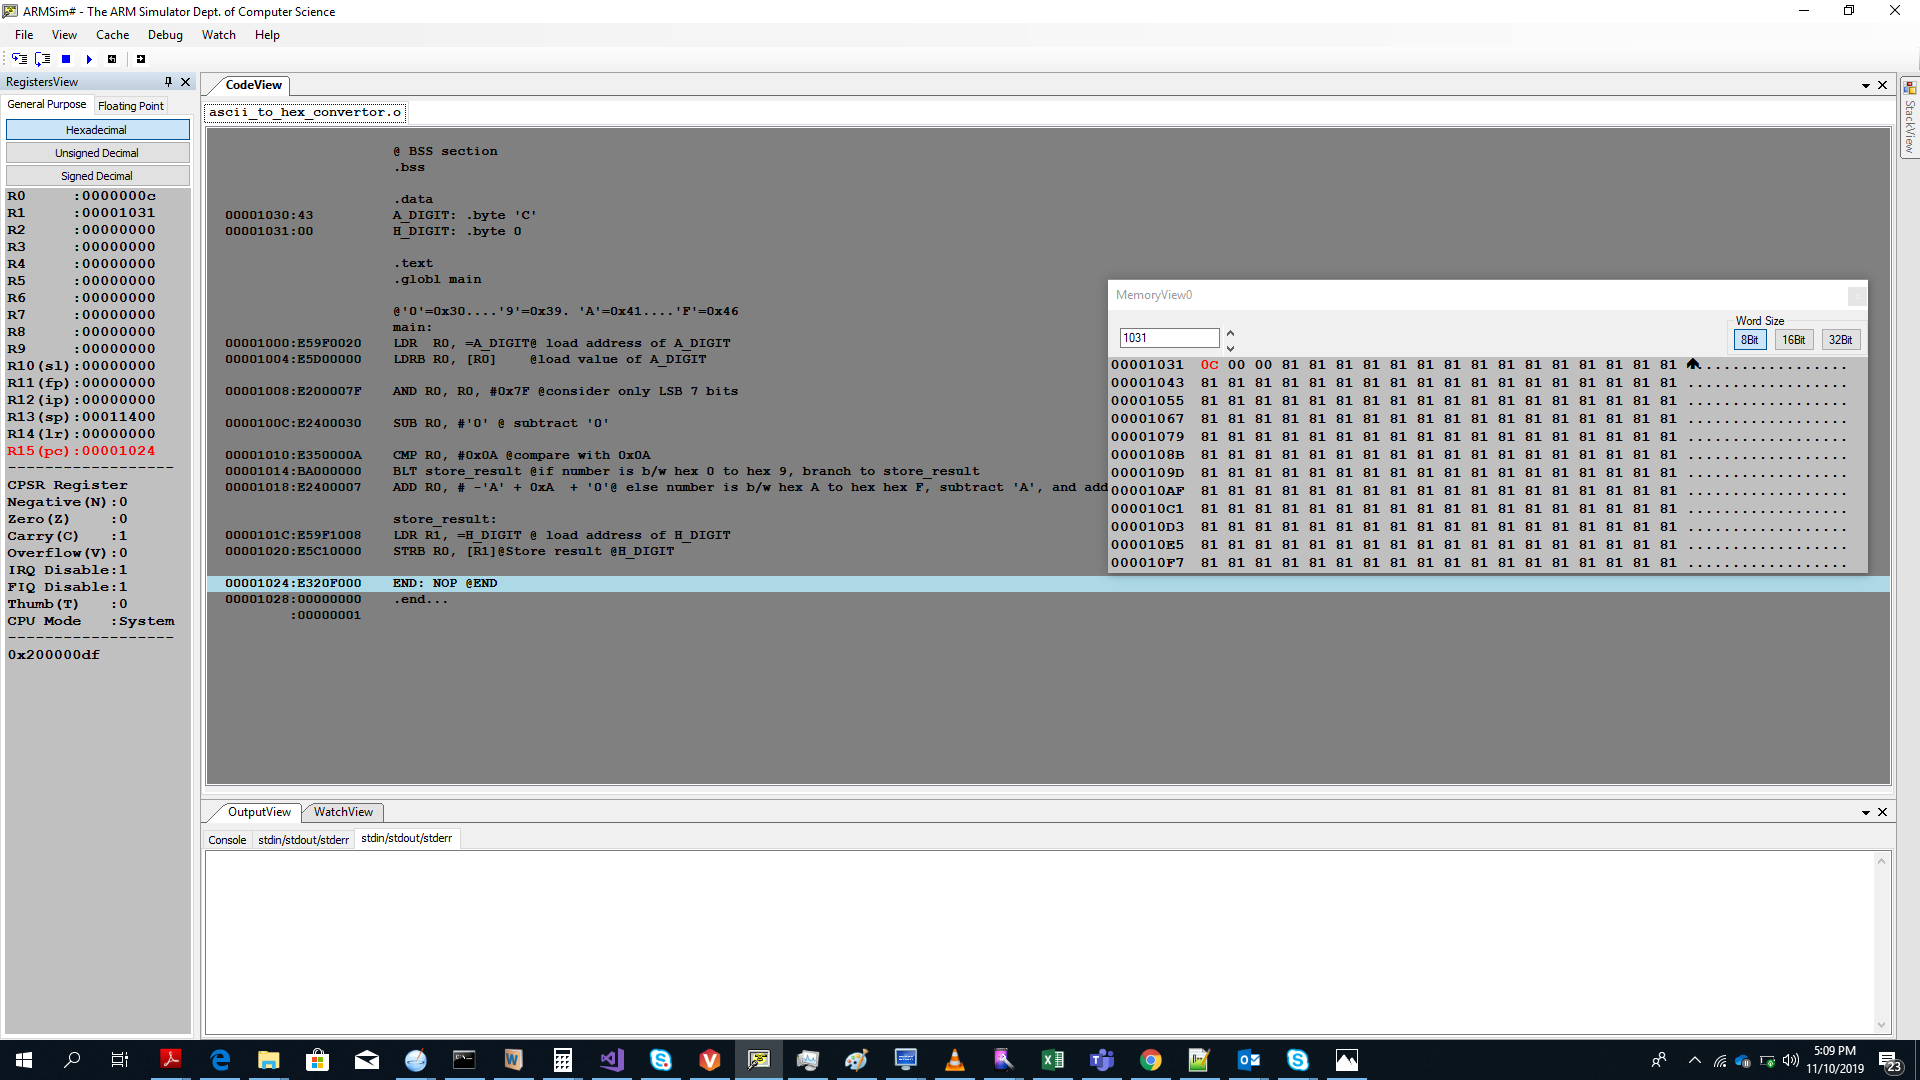 ARMSim# - The ARM Simulator Dept. of Computer Science
File View Cache Debug Watch Help
RegistersView
General Purpose Floating Point
Hexadecimal
Unsigned Decimal
Signed Decimal
R0 :0000000c
R1 :00001031
R2 :00000000
R3 :00000000
R4 :00000000
R5 :00000000
R6 :00000000
R7 :00000000
R8 :00000000
R9 :00000000
R10(sl):00000000
R11(fp):00000000
R12(ip):00000000
R13(sp):00011400
R14(lr):00000000
R15(pc):00001024
------------------
CPSR Register
Negative(N):0
Zero(Z) :0
Carry(C) :1
Overflow(V):0
IRQ Disable:1
FIQ Disable:1
Thumb(T) :0
CPU Mode :System
------------------
0x200000df
CodeView
ascii_to_hex_convertor.o
@ BSS section
.bss
.data
00001030:43 A_DIGIT: .byte 'C'
00001031:00 H_DIGIT: .byte 0
.text
.globl main
@'0'=0x30....'9'=0x39. 'A'=0x41....'F'=0x46
main:
00001000:E59F0020 LDR R0, =A_DIGIT@ load address of A_DIGIT
00001004:E5D00000 LDRB R0, [R0] @load value of A_DIGIT
00001008:E200007F AND R0, R0, #0x7F @consider only LSB 7 bits
0000100C:E2400030 SUB R0, #'0' @ subtract '0'
00001010:E350000A CMP R0, #0x0A @compare with 0x0A
00001014:BA000000 BLT store_result @if number is b/w hex 0 to hex 9, branch to store_result
00001018:E2400007 ADD R0, # -'A' + 0xA + '0'@ else number is b/w hex A to hex hex F, subtract 'A', and add
store_result:
0000101C:E59F1008 LDR R1, =H_DIGIT @ load address of H_DIGIT
00001020:E5C10000 STRB R0, [R1]@Store result @H_DIGIT
00001024:E320F000 END: NOP @END
00001028:00000000 .end...
:00000001
MemoryView0
1031
Word Size
8Bit 16Bit 32Bit
00001031 0C 00 00 81 81 81 81 81 81 81 81 81 81 81 81 81 81 81 .................
00001043 81 81 81 81 81 81 81 81 81 81 81 81 81 81 81 81 81 81 ..................
00001055 81 81 81 81 81 81 81 81 81 81 81 81 81 81 81 81 81 81 ..................
00001067 81 81 81 81 81 81 81 81 81 81 81 81 81 81 81 81 81 81 ..................
00001079 81 81 81 81 81 81 81 81 81 81 81 81 81 81 81 81 81 81 ..................
0000108B 81 81 81 81 81 81 81 81 81 81 81 81 81 81 81 81 81 81 ..................
0000109D 81 81 81 81 81 81 81 81 81 81 81 81 81 81 81 81 81 81 ..................
000010AF 81 81 81 81 81 81 81 81 81 81 81 81 81 81 81 81 81 81 ..................
000010C1 81 81 81 81 81 81 81 81 81 81 81 81 81 81 81 81 81 81 ..................
000010D3 81 81 81 81 81 81 81 81 81 81 81 81 81 81 81 81 81 81 ..................
000010E5 81 81 81 81 81 81 81 81 81 81 81 81 81 81 81 81 81 81 ..................
000010F7 81 81 81 81 81 81 81 81 81 81 81 81 81 81 81 81 81 81 ..................
StackView
OutputView WatchView
Console stdin/stdout/stderr stdin/stdout/stderr
5:09 PM
11/10/2019
23